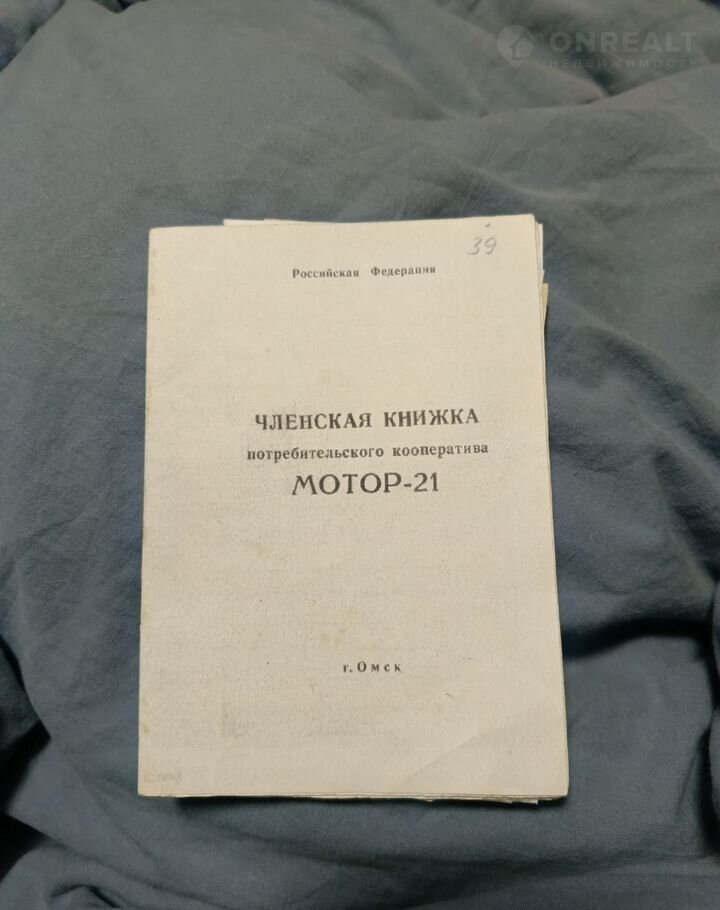 ONREALT
НЕДВИЖИМОСТЬ
39
Российская Федерация
ЧЛЕНСКАЯ КНИЖКА
потребительского кооператива
МОТОР-21
г. Омск